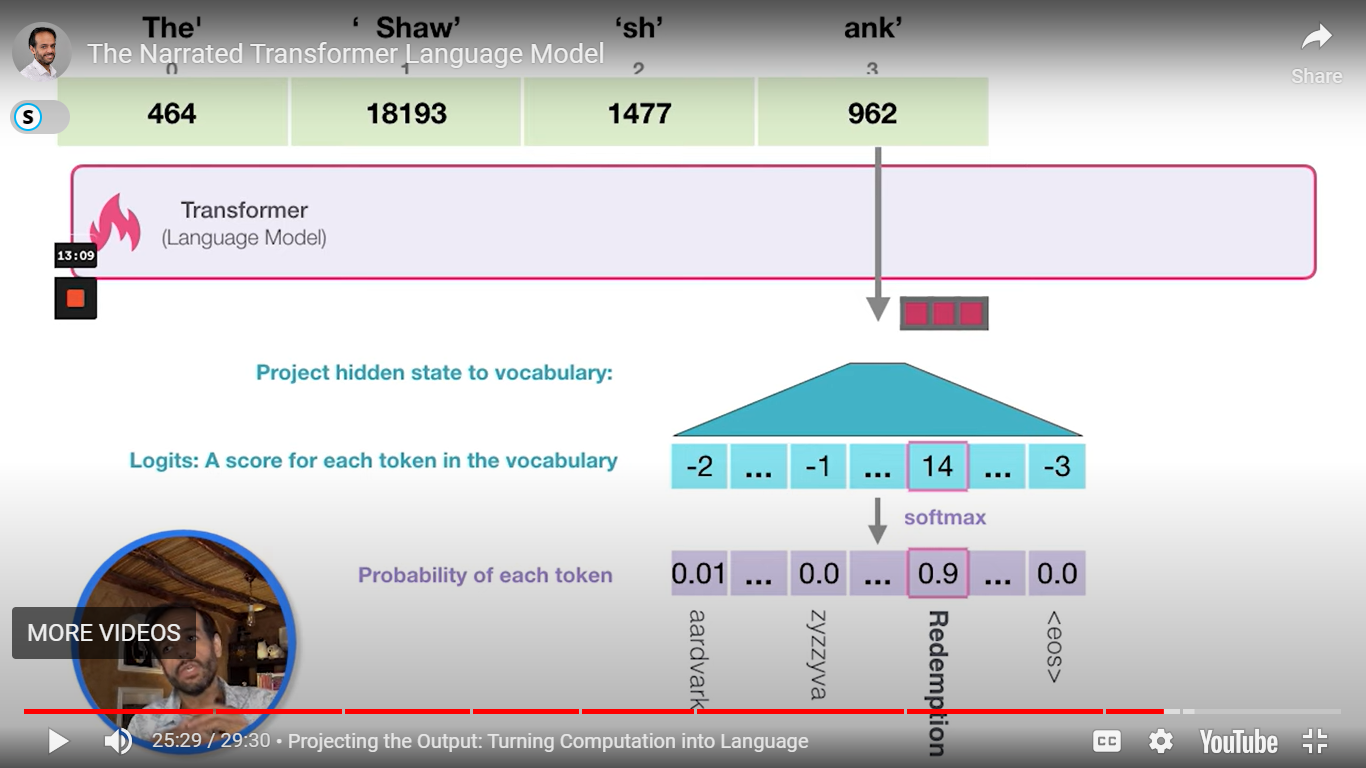 The' ‘ Shaw’ ‘sh’ ank’
The Narrated Transformer Language Model
Share
0 1 2 3
S
464 18193 1477 962
Transformer
(Language Model)
13:09
Project hidden state to vocabulary:
Logits: A score for each token in the vocabulary
-2 ... -1 ... 14 ... -3
softmax
Probability of each token
0.01 ... 0.0 ... 0.9 ... 0.0
aardvark zyzzyva Redemption <eos>
MORE VIDEOS
25:29 / 29:30 • Projecting the Output: Turning Computation into Language
CC
YouTube